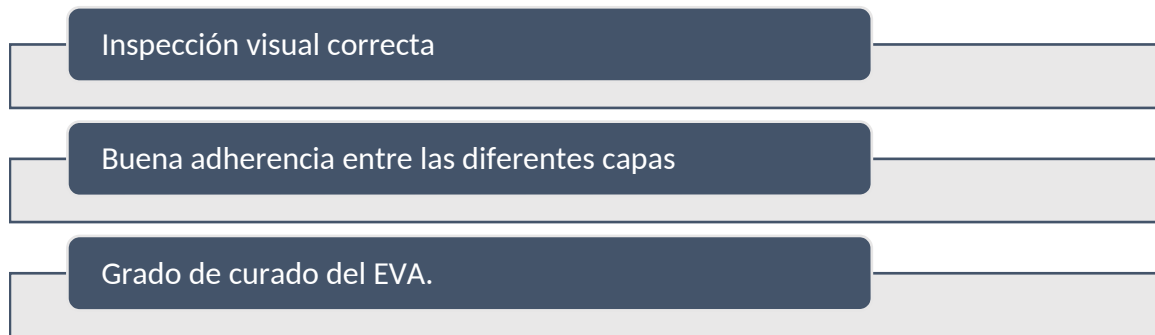 Inspección visual correcta
Buena adherencia entre las diferentes capas
Grado de curado del EVA.